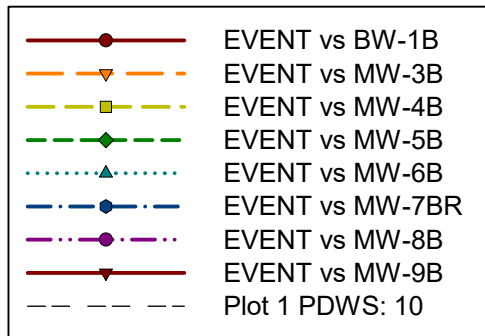 EVENT vs BW-1B
EVENT vs MW-3B
EVENT vs MW-4B
EVENT vs MW-5B
EVENT vs MW-6B
EVENT vs MW-7BR
EVENT vs MW-8B
EVENT vs MW-9B
Plot 1 PDWS: 10